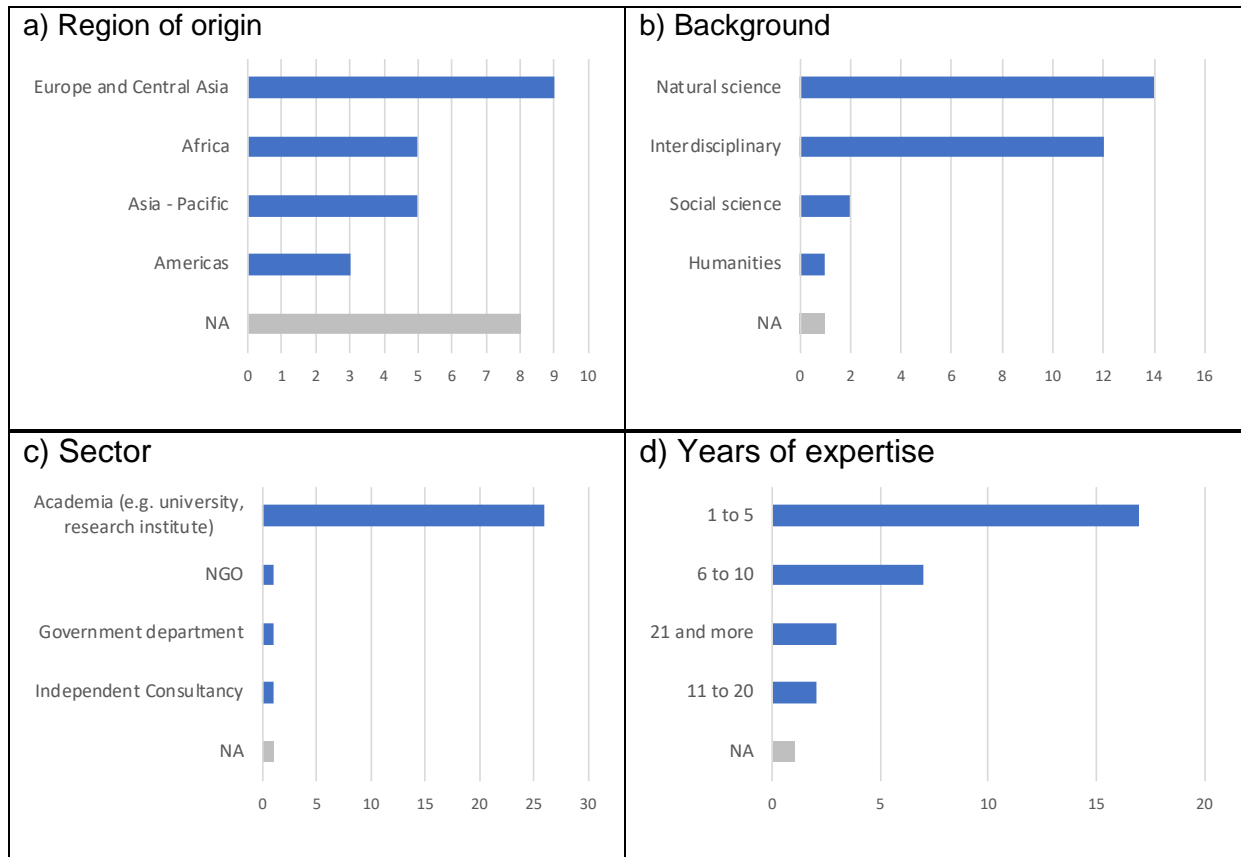 a) Region of origin
Europe and Central Asia
Africa
Asia - Pacific
Americas
NA
0 1 2 3 4 5 6 7 8 9 10
b) Background
Natural science
Interdisciplinary
Social science
Humanities
NA
0 2 4 6 8 10 12 14 16
c) Sector
Academia (e.g. university,
research institute)
NGO
Government department
Independent Consultancy
NA
0 5 10 15 20 25 30
d) Years of expertise
1 to 5
6 to 10
21 and more
11 to 20
NA
0 5 10 15 20